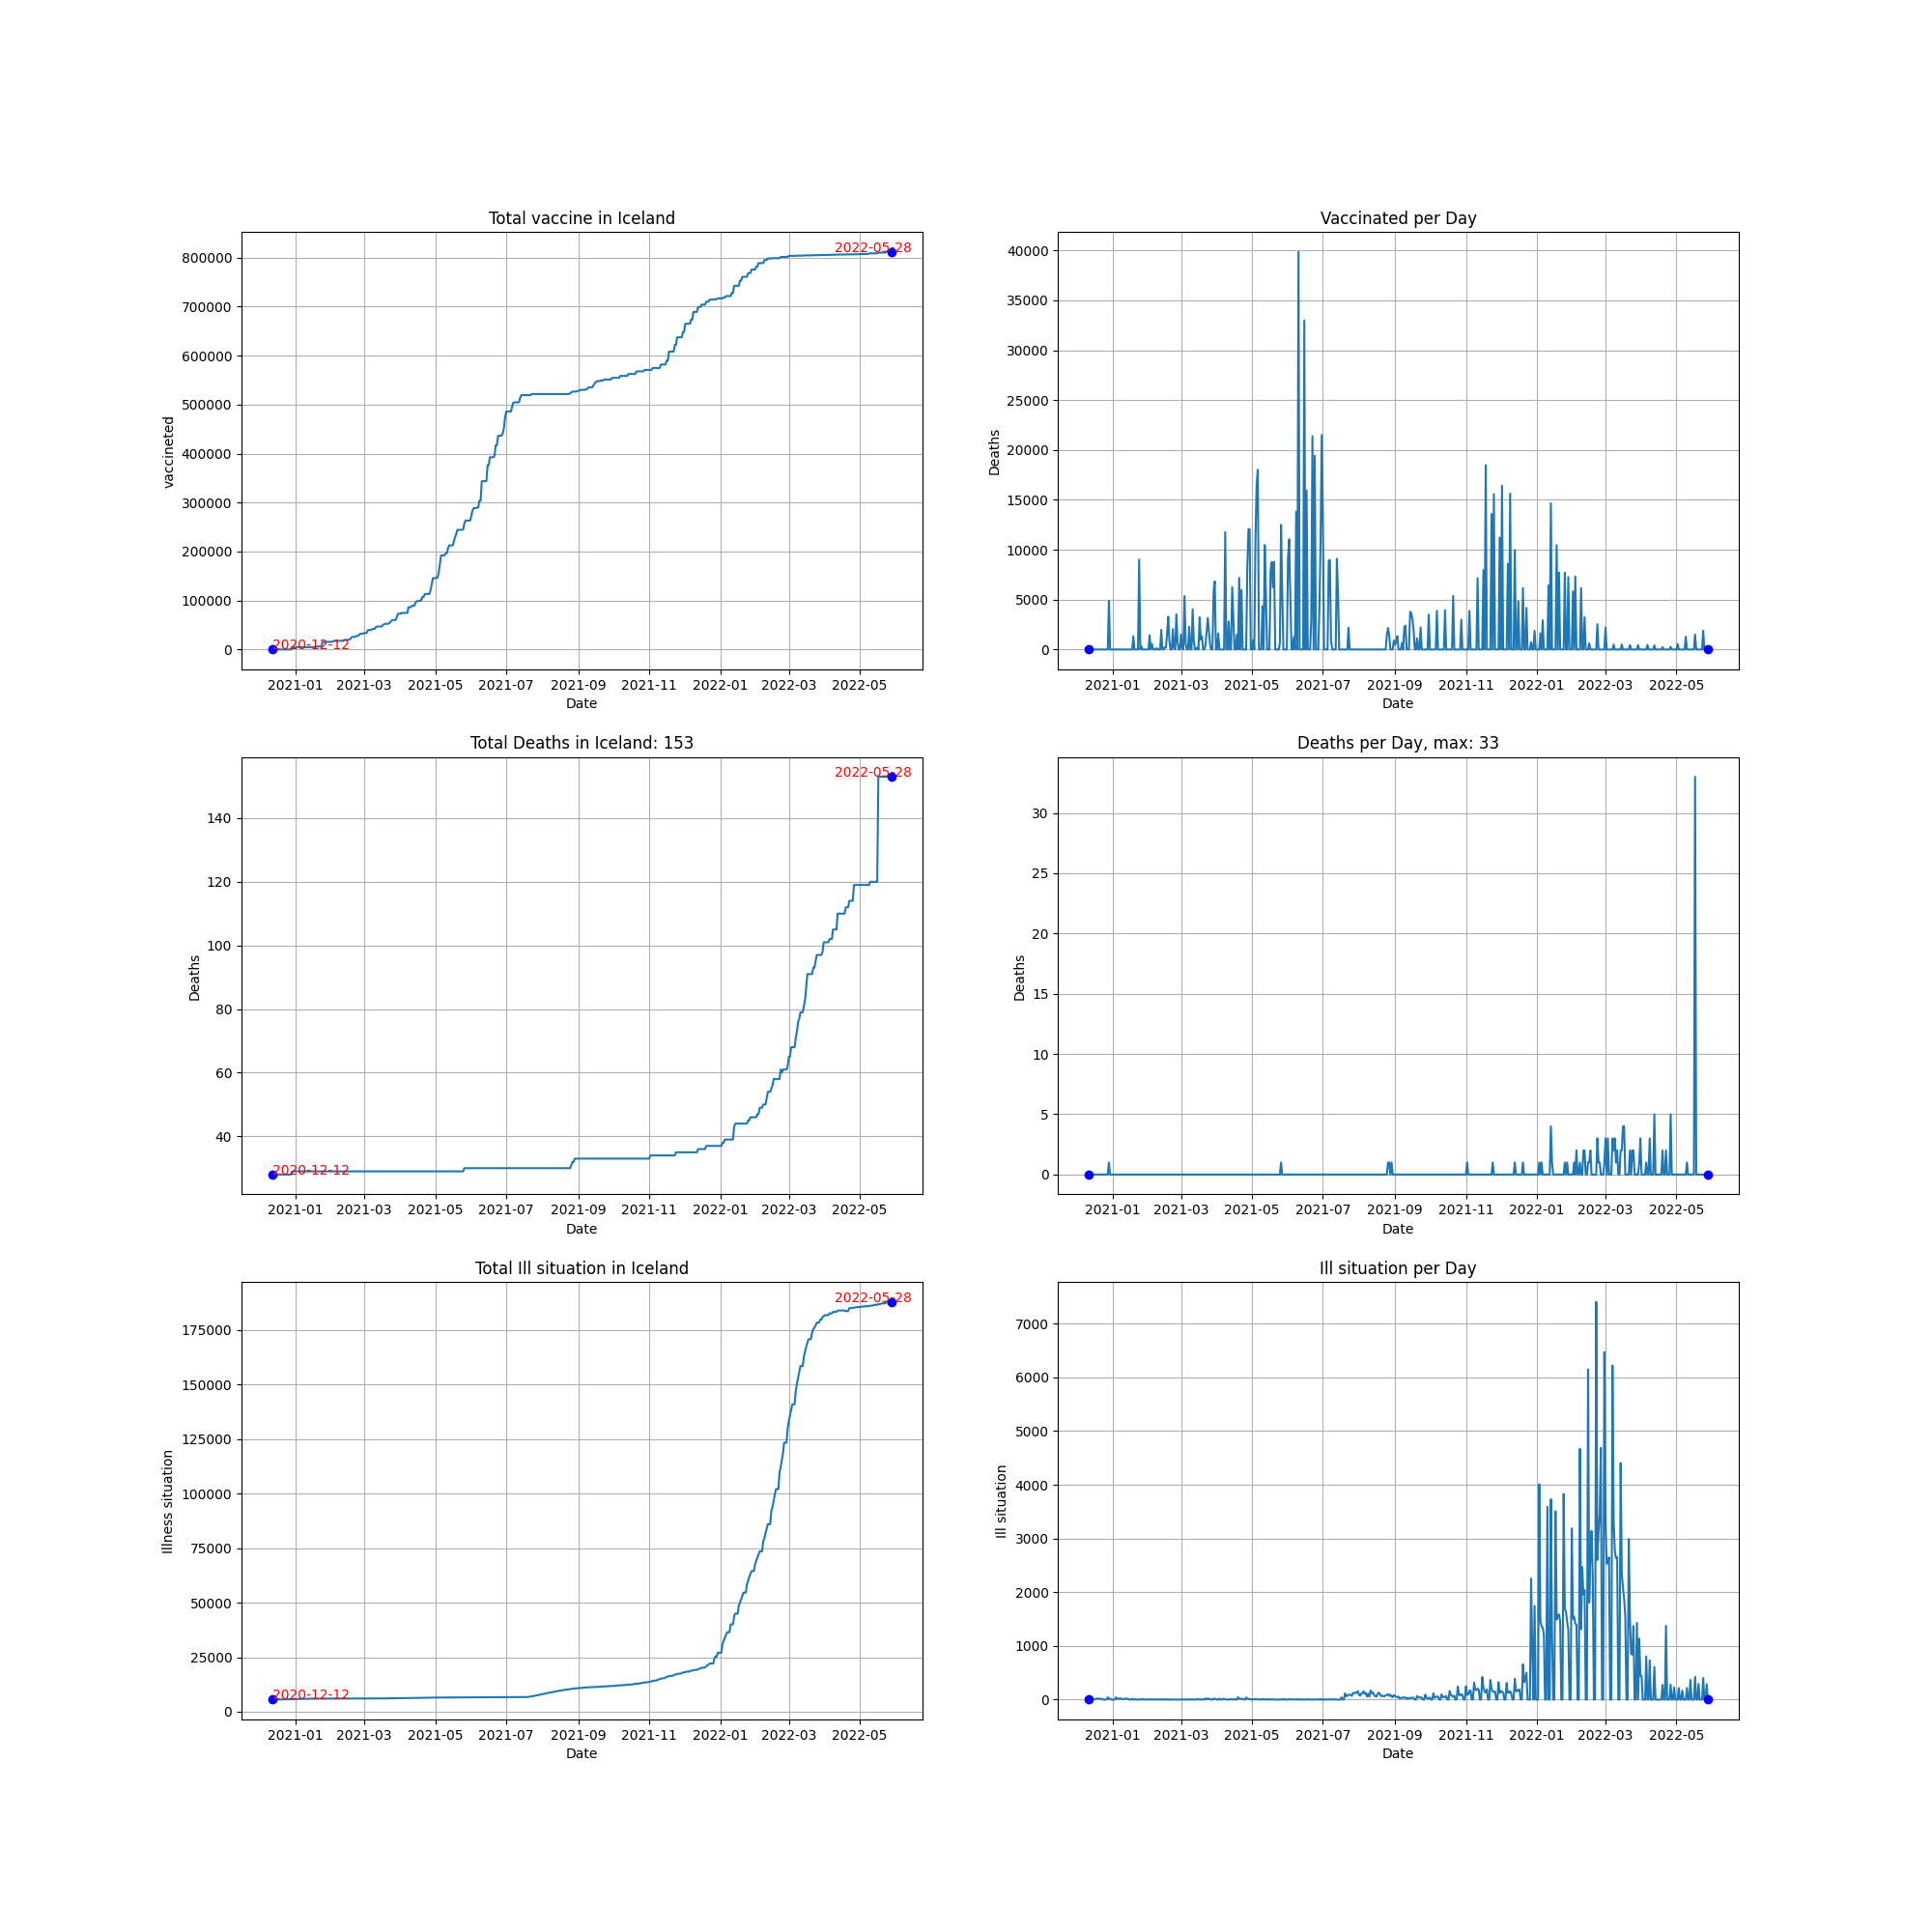 Total vaccine in Iceland
vaccineted
800000
700000
600000
500000
400000
300000
200000
100000
0
2022-05-28
2020-12-12
2021-01 2021-03 2021-05 2021-07 2021-09 2021-11 2022-01 2022-03 2022-05
Date
Vaccinated per Day
Deaths
40000
35000
30000
25000
20000
15000
10000
5000
0
2021-01 2021-03 2021-05 2021-07 2021-09 2021-11 2022-01 2022-03 2022-05
Date
Total Deaths in Iceland: 153
Deaths
140
120
100
80
60
40
2022-05-28
2020-12-12
2021-01 2021-03 2021-05 2021-07 2021-09 2021-11 2022-01 2022-03 2022-05
Date
Deaths per Day, max: 33
Deaths
30
25
20
15
10
5
0
2021-01 2021-03 2021-05 2021-07 2021-09 2021-11 2022-01 2022-03 2022-05
Date
Total Ill situation in Iceland
Illness situation
175000
150000
125000
100000
75000
50000
25000
0
2022-05-28
2020-12-12
2021-01 2021-03 2021-05 2021-07 2021-09 2021-11 2022-01 2022-03 2022-05
Date
Ill situation per Day
Ill situation
7000
6000
5000
4000
3000
2000
1000
0
2021-01 2021-03 2021-05 2021-07 2021-09 2021-11 2022-01 2022-03 2022-05
Date